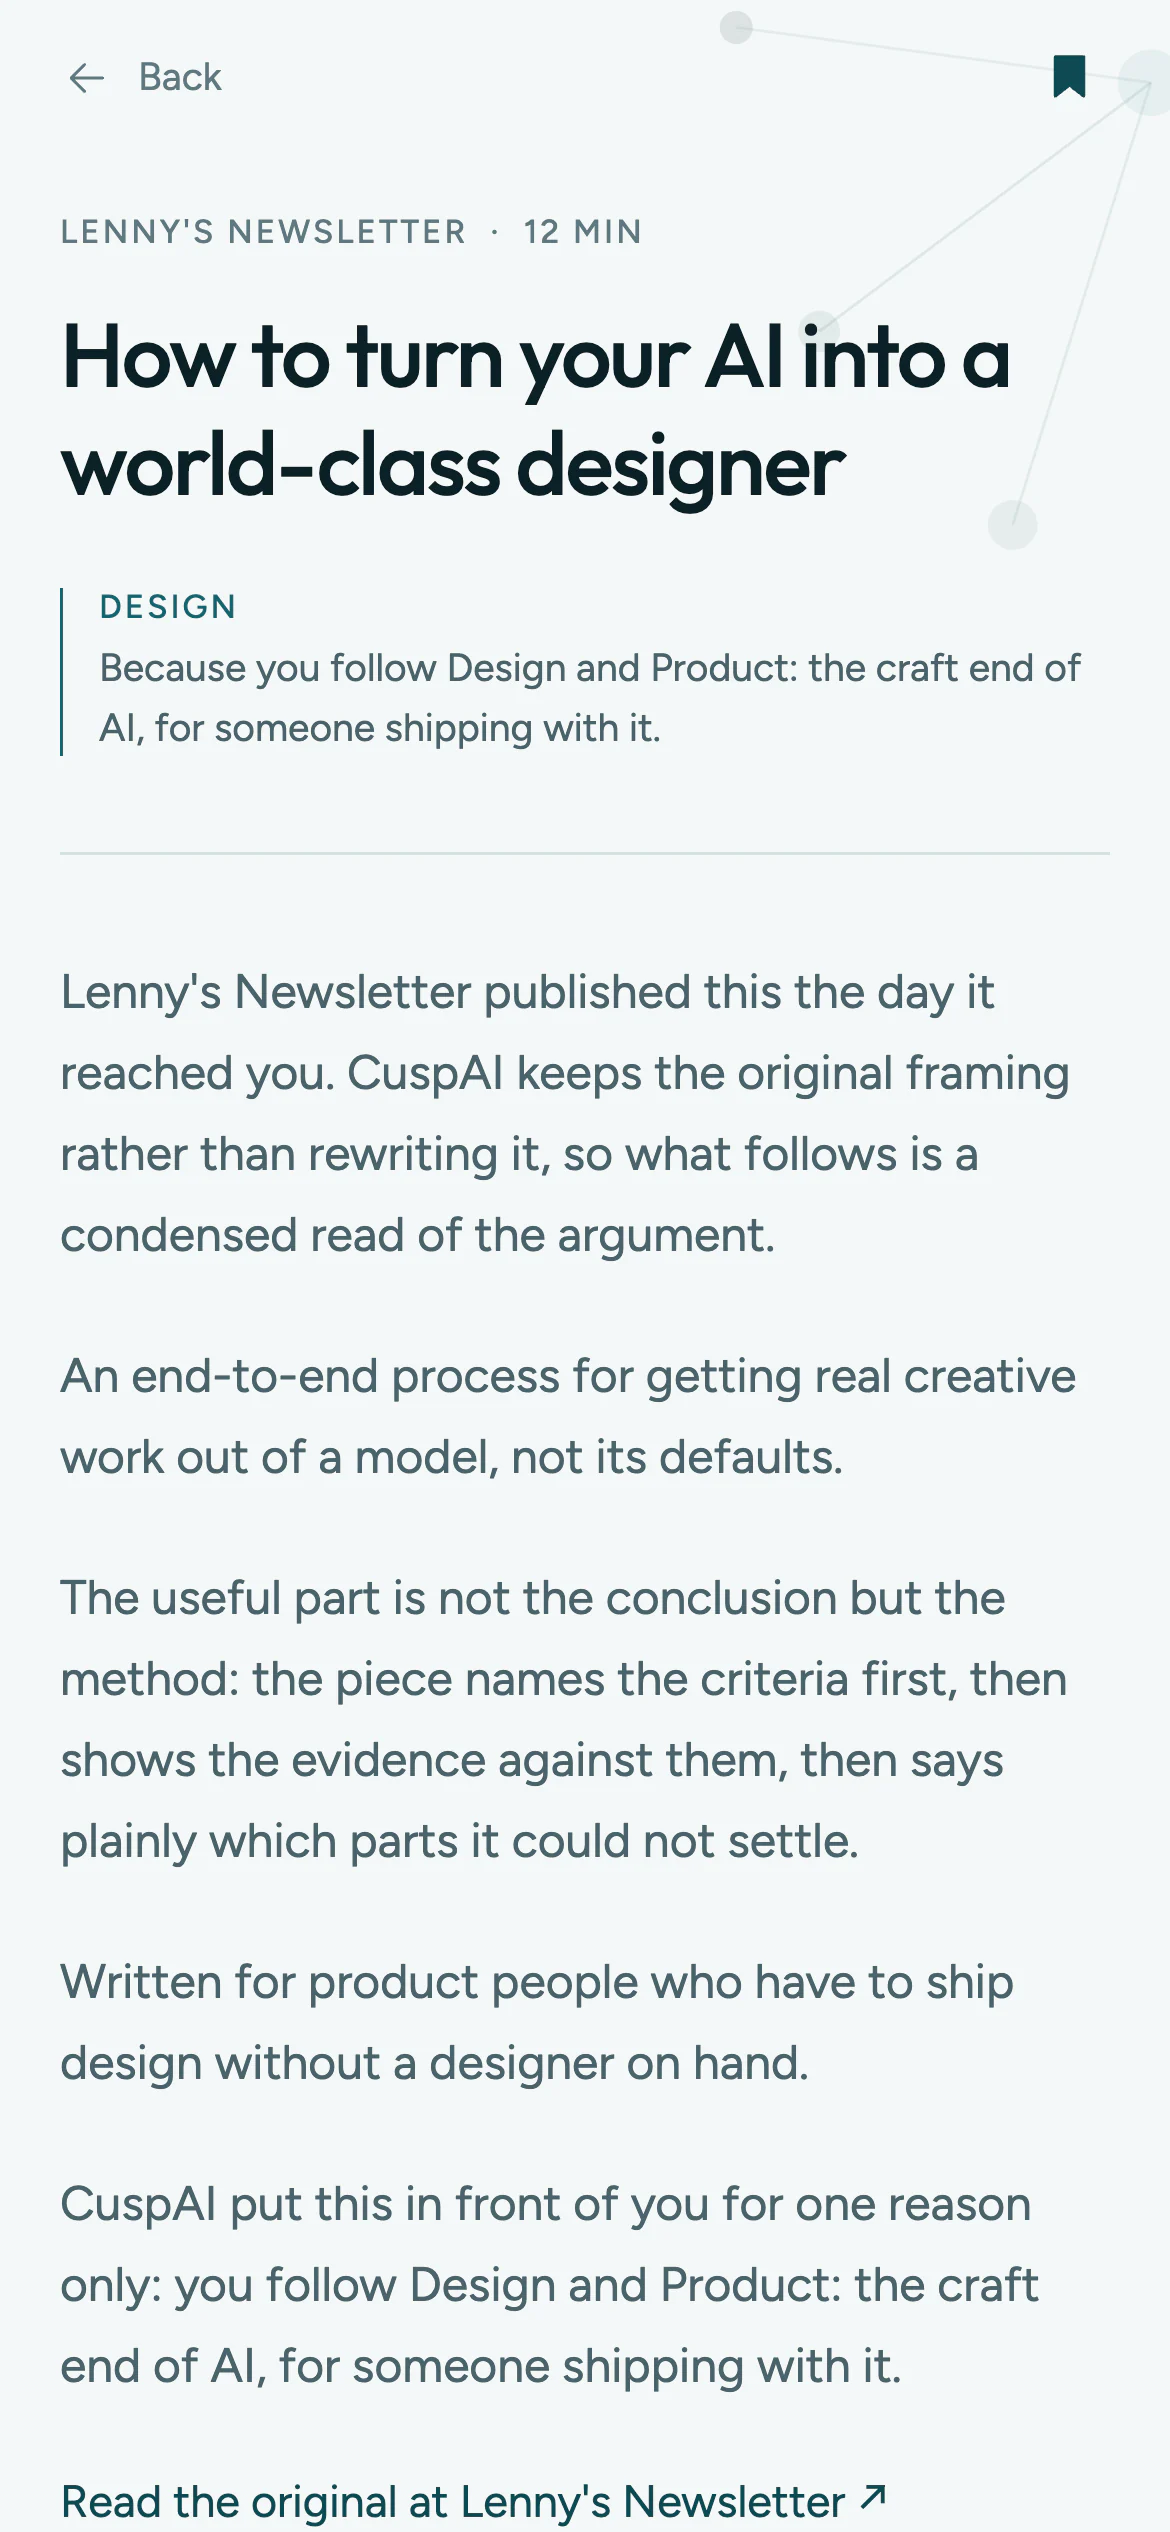 Back
LENNY'S NEWSLETTER · 12 MIN
How to turn your AI into a
world-class designer
DESIGN
Because you follow Design and Product: the craft end of
AI, for someone shipping with it.
Lenny's Newsletter published this the day it
reached you. CuspAI keeps the original framing
rather than rewriting it, so what follows is a
condensed read of the argument.
An end-to-end process for getting real creative
work out of a model, not its defaults.
The useful part is not the conclusion but the
method: the piece names the criteria first, then
shows the evidence against them, then says
plainly which parts it could not settle.
Written for product people who have to ship
design without a designer on hand.
CuspAI put this in front of you for one reason
only: you follow Design and Product: the craft
end of AI, for someone shipping with it.
Read the original at Lenny's Newsletter ↗